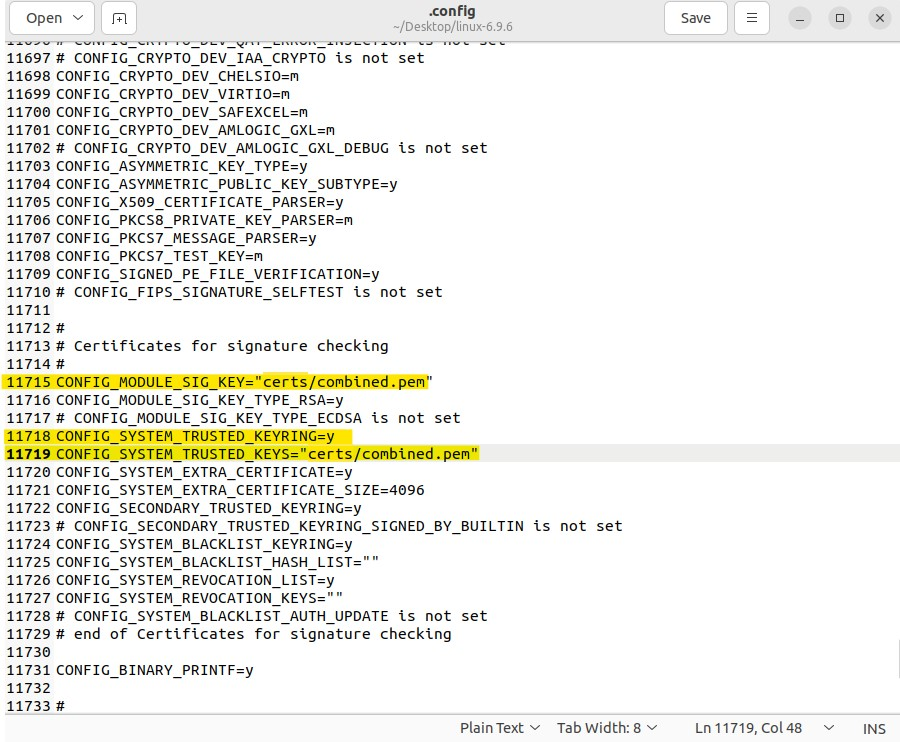 Open
.config
~/Desktop/linux-6.9.6
Save
11697 # CONFIG_CRYPTO_DEV_IAA_CRYPTO is not set
11698 CONFIG_CRYPTO_DEV_CHELSIO=m
11699 CONFIG_CRYPTO_DEV_VIRTIO=m
11700 CONFIG_CRYPTO_DEV_SAFEXCEL=m
11701 CONFIG_CRYPTO_DEV_AMLOGIC_GXL=m
11702 # CONFIG_CRYPTO_DEV_AMLOGIC_GXL_DEBUG is not set
11703 CONFIG_ASYMMETRIC_KEY_TYPE=y
11704 CONFIG_ASYMMETRIC_PUBLIC_KEY_SUBTYPE=y
11705 CONFIG_X509_CERTIFICATE_PARSER=y
11706 CONFIG_PKCS8_PRIVATE_KEY_PARSER=m
11707 CONFIG_PKCS7_MESSAGE_PARSER=y
11708 CONFIG_PKCS7_TEST_KEY=m
11709 CONFIG_SIGNED_PE_FILE_VERIFICATION=y
11710 # CONFIG_FIPS_SIGNATURE_SELFTEST is not set
11711
11712 #
11713 # Certificates for signature checking
11714 #
11715 CONFIG_MODULE_SIG_KEY="certs/combined.pem"
11716 CONFIG_MODULE_SIG_KEY_TYPE_RSA=y
11717 # CONFIG_MODULE_SIG_KEY_TYPE_ECDSA is not set
11718 CONFIG_SYSTEM_TRUSTED_KEYRING=y
11719 CONFIG_SYSTEM_TRUSTED_KEYS="certs/combined.pem"
11720 CONFIG_SYSTEM_EXTRA_CERTIFICATE=y
11721 CONFIG_SYSTEM_EXTRA_CERTIFICATE_SIZE=4096
11722 CONFIG_SECONDARY_TRUSTED_KEYRING=y
11723 # CONFIG_SECONDARY_TRUSTED_KEYRING_SIGNED_BY_BUILTIN is not set
11724 CONFIG_SYSTEM_BLACKLIST_KEYRING=y
11725 CONFIG_SYSTEM_BLACKLIST_HASH_LIST=""
11726 CONFIG_SYSTEM_REVOCATION_LIST=y
11727 CONFIG_SYSTEM_REVOCATION_KEYS=""
11728 # CONFIG_SYSTEM_BLACKLIST_AUTH_UPDATE is not set
11729 # end of Certificates for signature checking
11730
11731 CONFIG_BINARY_PRINTF=y
11732
11733 #
Plain Text Tab Width: 8 Ln 11719, Col 48 INS